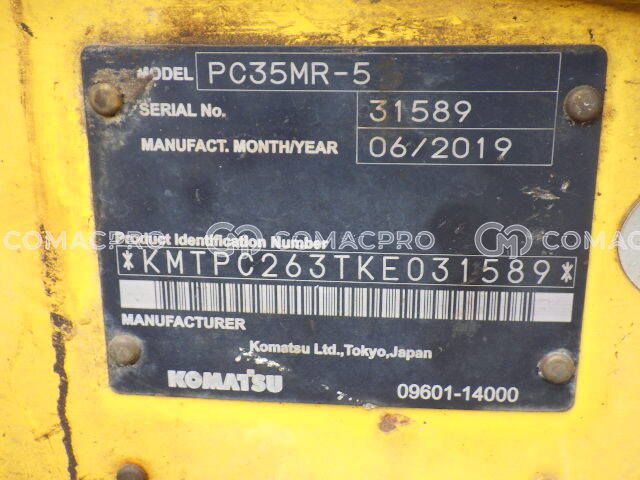 MODEL PC35MR-5
SERIAL No. 31589
MANUFACT. MONTH/YEAR 06/2019
COMACPRO COMACPRO COMACPRO
Product Identification Number
*KMTPC263TKE031589*
MANUFACTURER
Komatsu Ltd.,Tokyo,Japan
KOMATSU 09601-14000